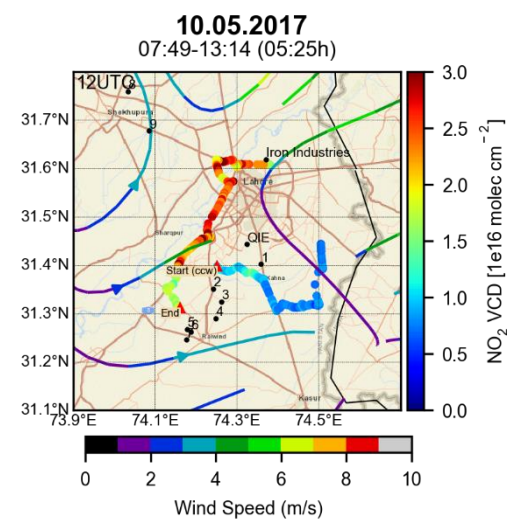 10.05.2017
07:49-13:14 (05:25h)
12UTC
8
Sheikhupura
9
31.7°N
31.6°N
31.5°N
31.4°N
31.3°N
31.2°N
31.1°N
Iron Industries
Lahore
Sharqpur
QIE
1
Start (ccw)
Kahna
2
3
End
4
5
6
Raiwind
Kasur
73.9°E
74.1°E
74.3°E
74.5°E
3.0
2.5
2.0
1.5
1.0
0.5
0.0
NO₂ VCD [1e16 molec cm⁻²]
0 2 4 6 8 10
Wind Speed (m/s)